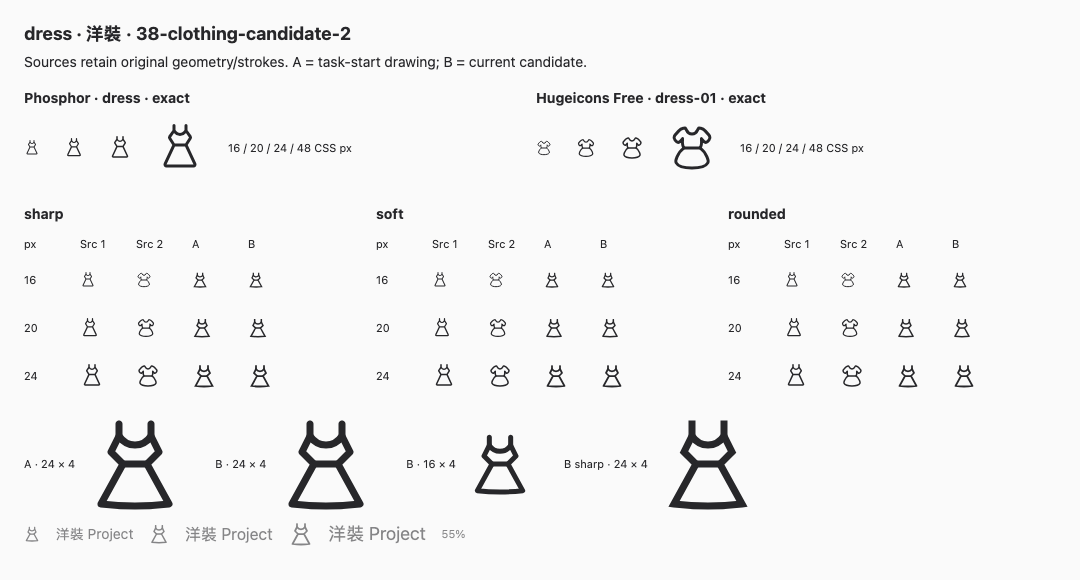 dress · 洋裝 · 38-clothing-candidate-2
Sources retain original geometry/strokes. A = task-start drawing; B = current candidate.
Phosphor · dress · exact
Hugeicons Free · dress-01 · exact
16 / 20 / 24 / 48 CSS px
16 / 20 / 24 / 48 CSS px
sharp
soft
rounded
px Src 1 Src 2 A B
px Src 1 Src 2 A B
px Src 1 Src 2 A B
16
16
16
20
20
20
24
24
24
A · 24 × 4
B · 24 × 4
B · 16 × 4
B sharp · 24 × 4
洋裝 Project
洋裝 Project
洋裝 Project
55%